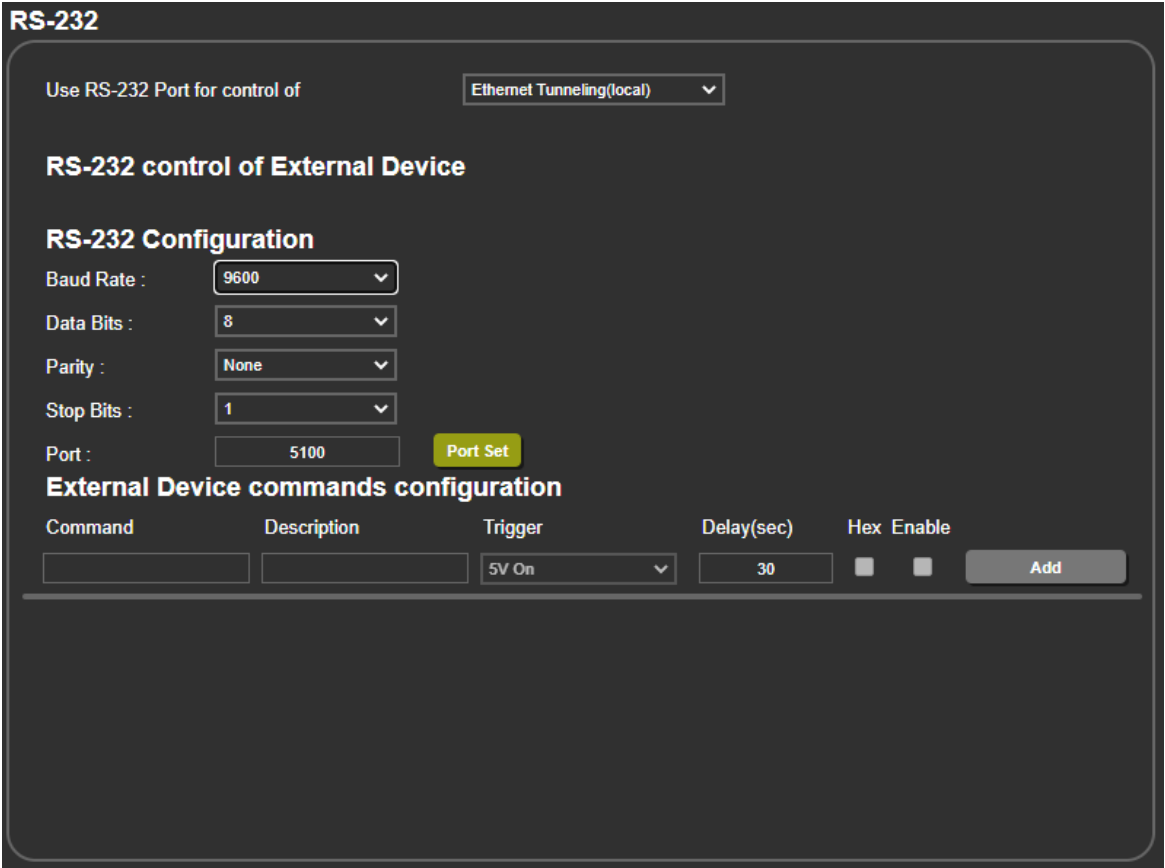 RS-232
Use RS-232 Port for control of Ethernet Tunneling(local)
RS-232 control of External Device
RS-232 Configuration
Baud Rate : 9600
Data Bits : 8
Parity : None
Stop Bits : 1
Port : 5100 Port Set
External Device commands configuration
Command Description Trigger Delay(sec) Hex Enable
5V On 30 Add